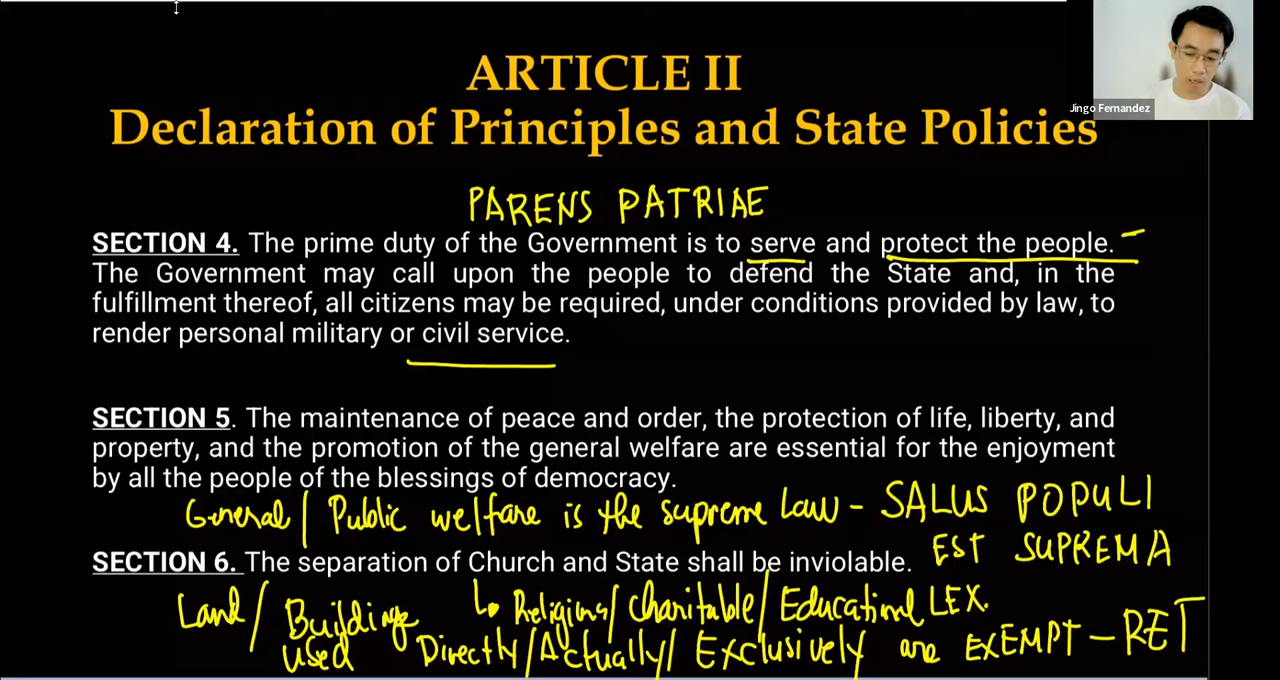 ARTICLE II
Declaration of Principles and State Policies
Jingo Fernandez
PARENS PATRIAE
SECTION 4. The prime duty of the Government is to serve and protect the people.
The Government may call upon the people to defend the State and, in the
fulfillment thereof, all citizens may be required, under conditions provided by law, to
render personal military or civil service.
SECTION 5. The maintenance of peace and order, the protection of life, liberty, and
property, and the promotion of the general welfare are essential for the enjoyment
by all the people of the blessings of democracy.
General / Public welfare is the supreme Law - SALUS POPULI
EST SUPREMA
LEX.
SECTION 6. The separation of Church and State shall be inviolable.
Religious / Charitable / Educational
Land / Buildings
used Directly / Actually / Exclusively are EXEMPT - RET